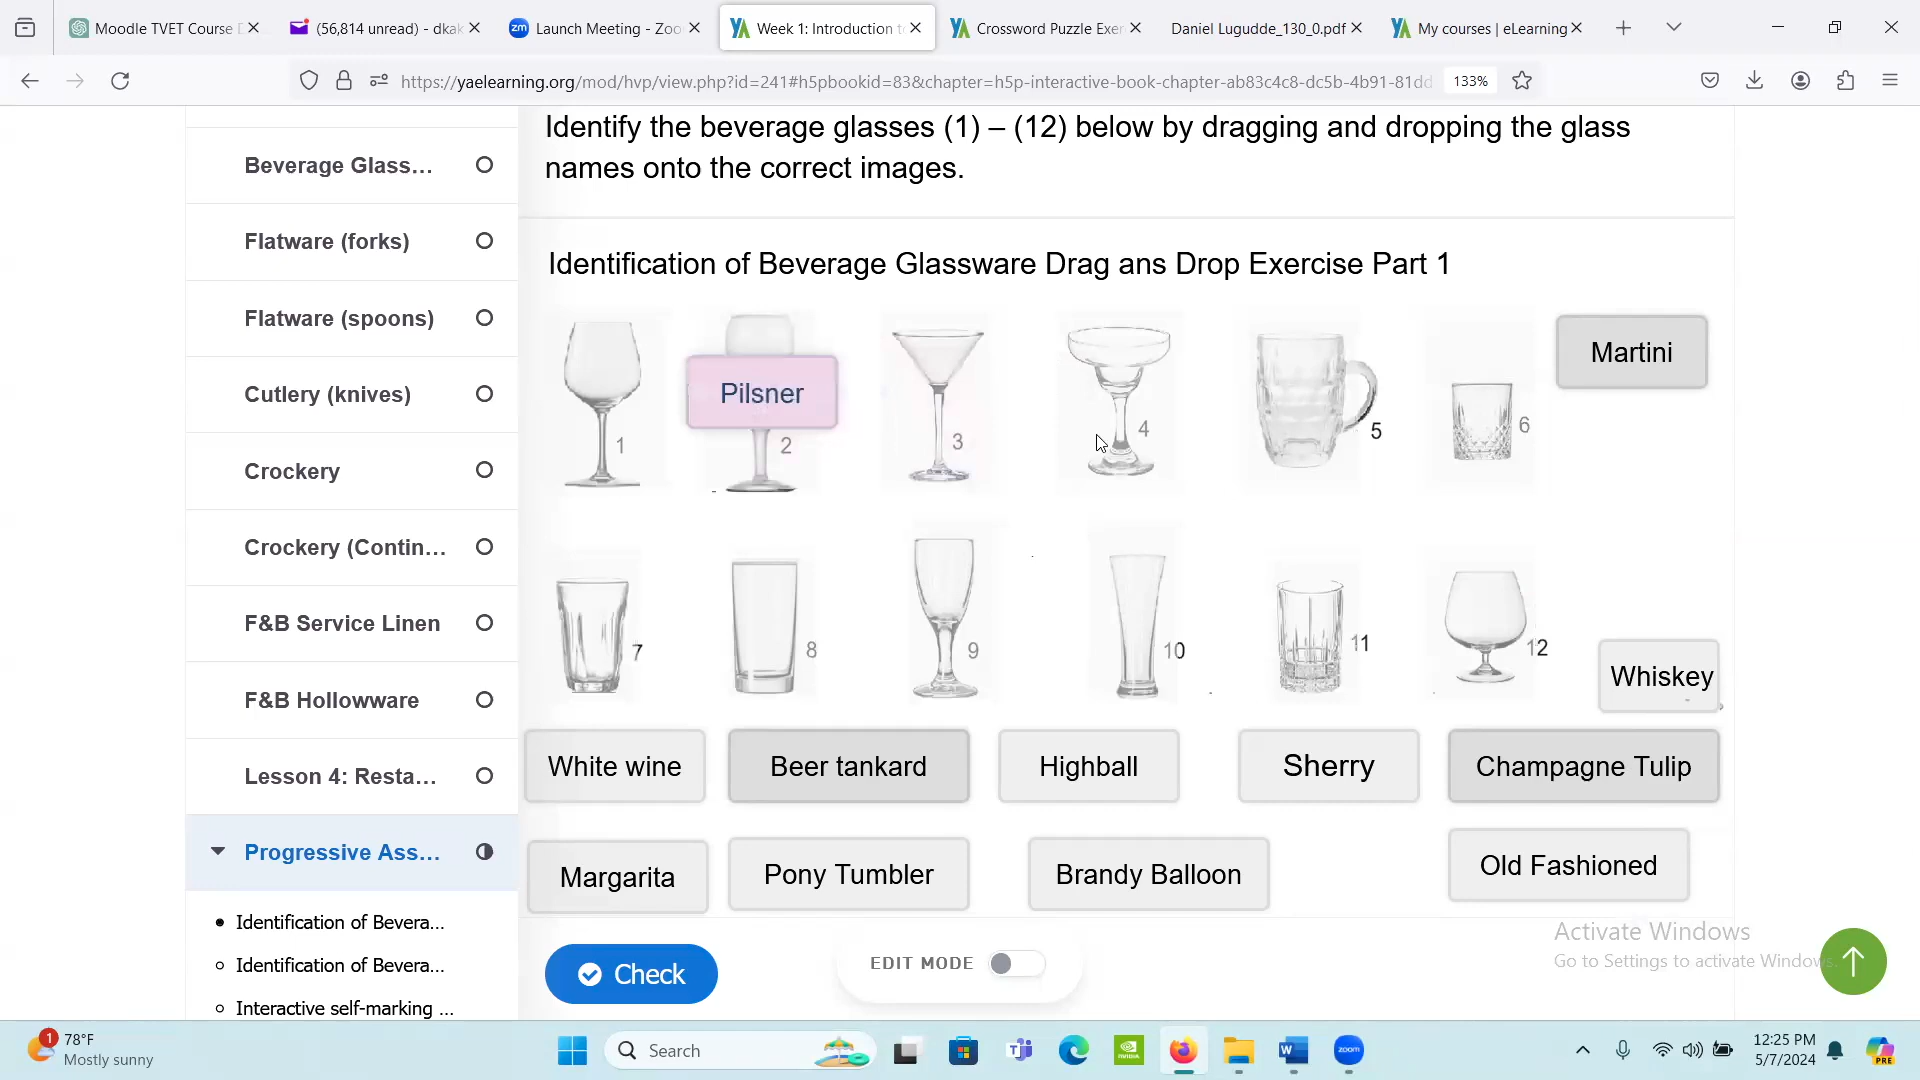 Moodle TVET Course D
(56,814 unread) - dkak
Launch Meeting - Zoo
Week 1: Introduction to
Crossword Puzzle Exer
Daniel Lugudde_130_0.pdf
My courses | eLearning
zm
https://yaelearning.org/mod/hvp/view.php?id=241#h5pbookid=83&chapter=h5p-interactive-book-chapter-ab83c4c8-dc5b-4b91-81dd
133%
Beverage Glass...
Flatware (forks)
Flatware (spoons)
Cutlery (knives)
Crockery
Crockery (Contin...
F&B Service Linen
F&B Hollowware
Lesson 4: Resta...
Progressive Ass...
Identification of Bevera...
Identification of Bevera...
Interactive self-marking ...
Identify the beverage glasses (1) – (12) below by dragging and dropping the glass
names onto the correct images.
Identification of Beverage Glassware Drag ans Drop Exercise Part 1
Pilsner
Martini
1
2
3
4
5
6
7
8
9
10
11
12
Whiskey
White wine
Beer tankard
Highball
Sherry
Champagne Tulip
Margarita
Pony Tumbler
Brandy Balloon
Old Fashioned
Check
EDIT MODE
Activate Windows
Go to Settings to activate Windows.
1
78°F
Mostly sunny
Search
NVIDIA
W
zoom
12:25 PM
5/7/2024
PRE